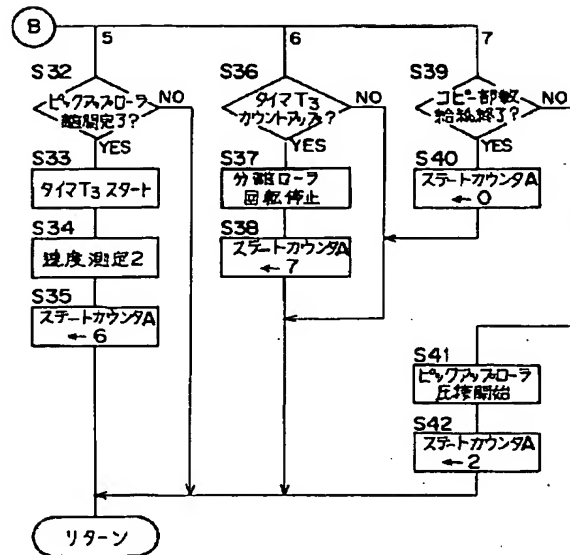 B
5
6
7
S32
ピックアップローラ
離間完了?
NO
YES
S33
タイマT3 スタート
S34
速度測定2
S35
ステートカウンタA
←6
S36
タイマT3
カウントアップ?
NO
YES
S37
分離ローラ
回転停止
S38
ステートカウンタA
←7
S39
コピー部数
給紙終了?
NO
YES
S40
ステートカウンタA
←0
S41
ピックアップローラ
圧接開始
S42
ステートカウンタA
←2
リターン